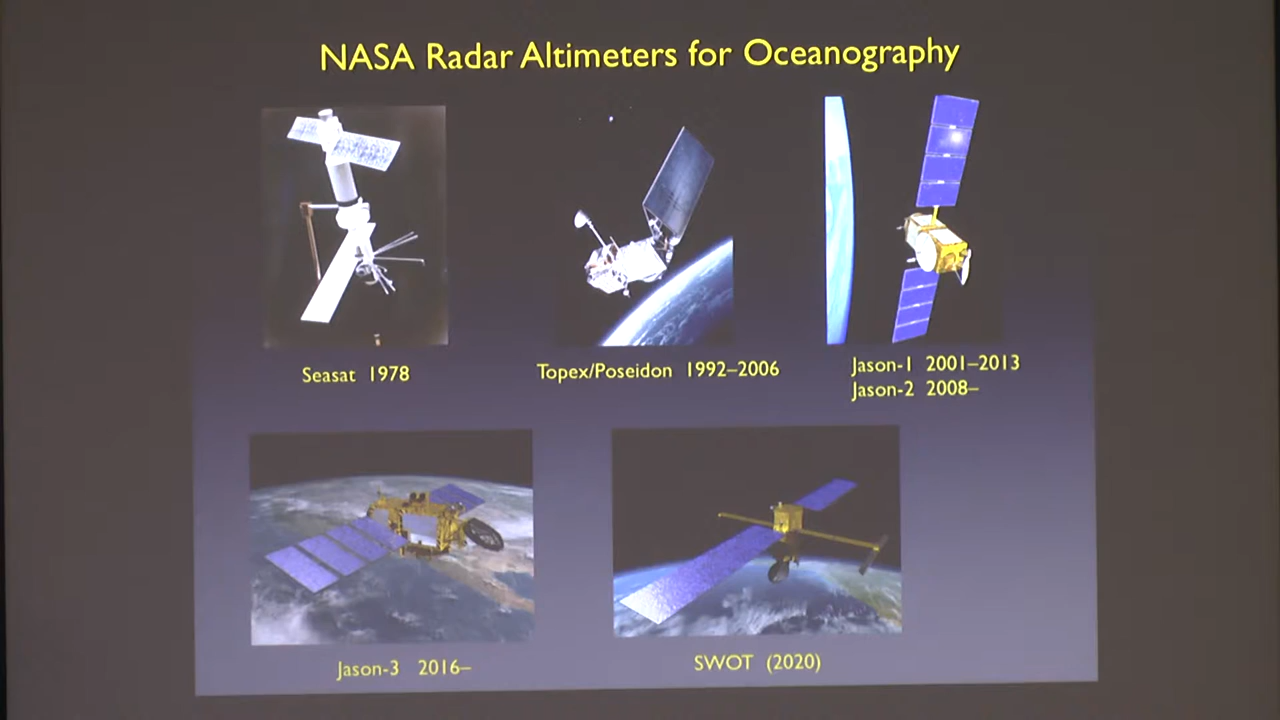 NASA Radar Altimeters for Oceanography
Seasat 1978
Topex/Poseidon 1992–2006
Jason-1 2001–2013
Jason-2 2008–
Jason-3 2016–
SWOT (2020)